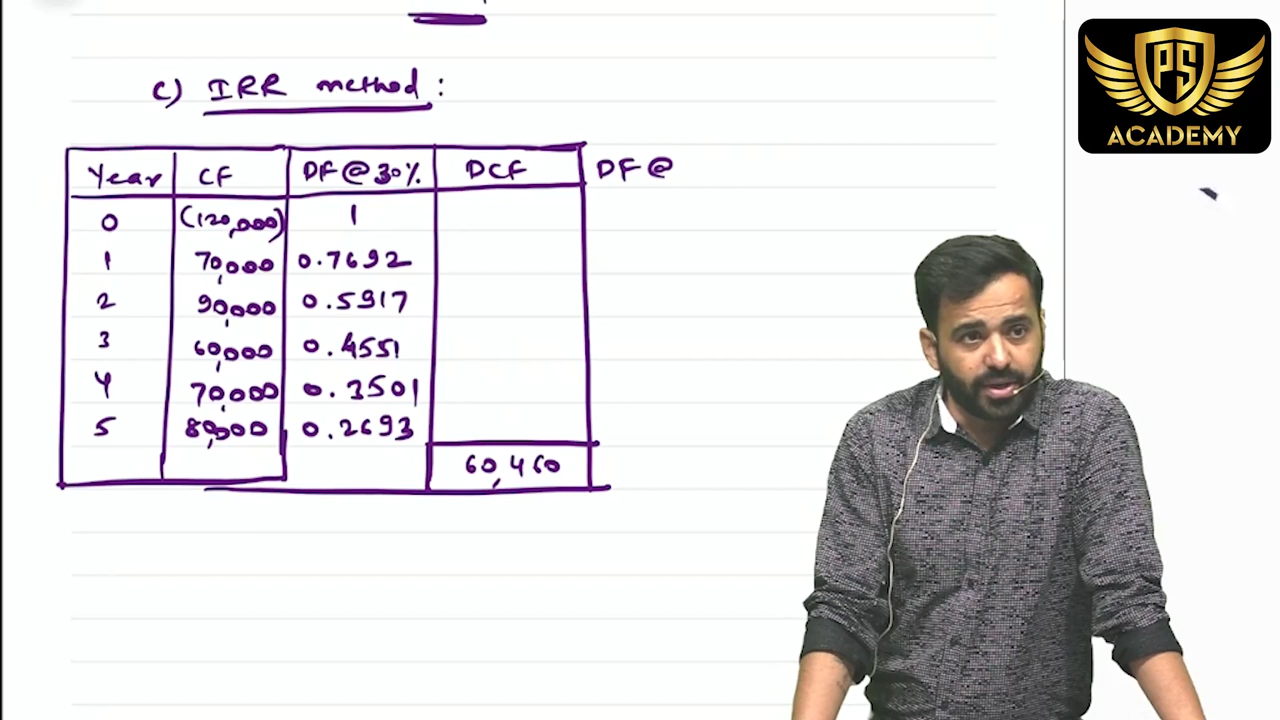 PS
ACADEMY
C) IRR method :
Year CF DF @ 30% DCF DF @
0 (120,000) 1
1 70,000 0.7692
2 90,000 0.5917
3 60,000 0.4551
4 70,000 0.3501
5 80,000 0.2693
60,460